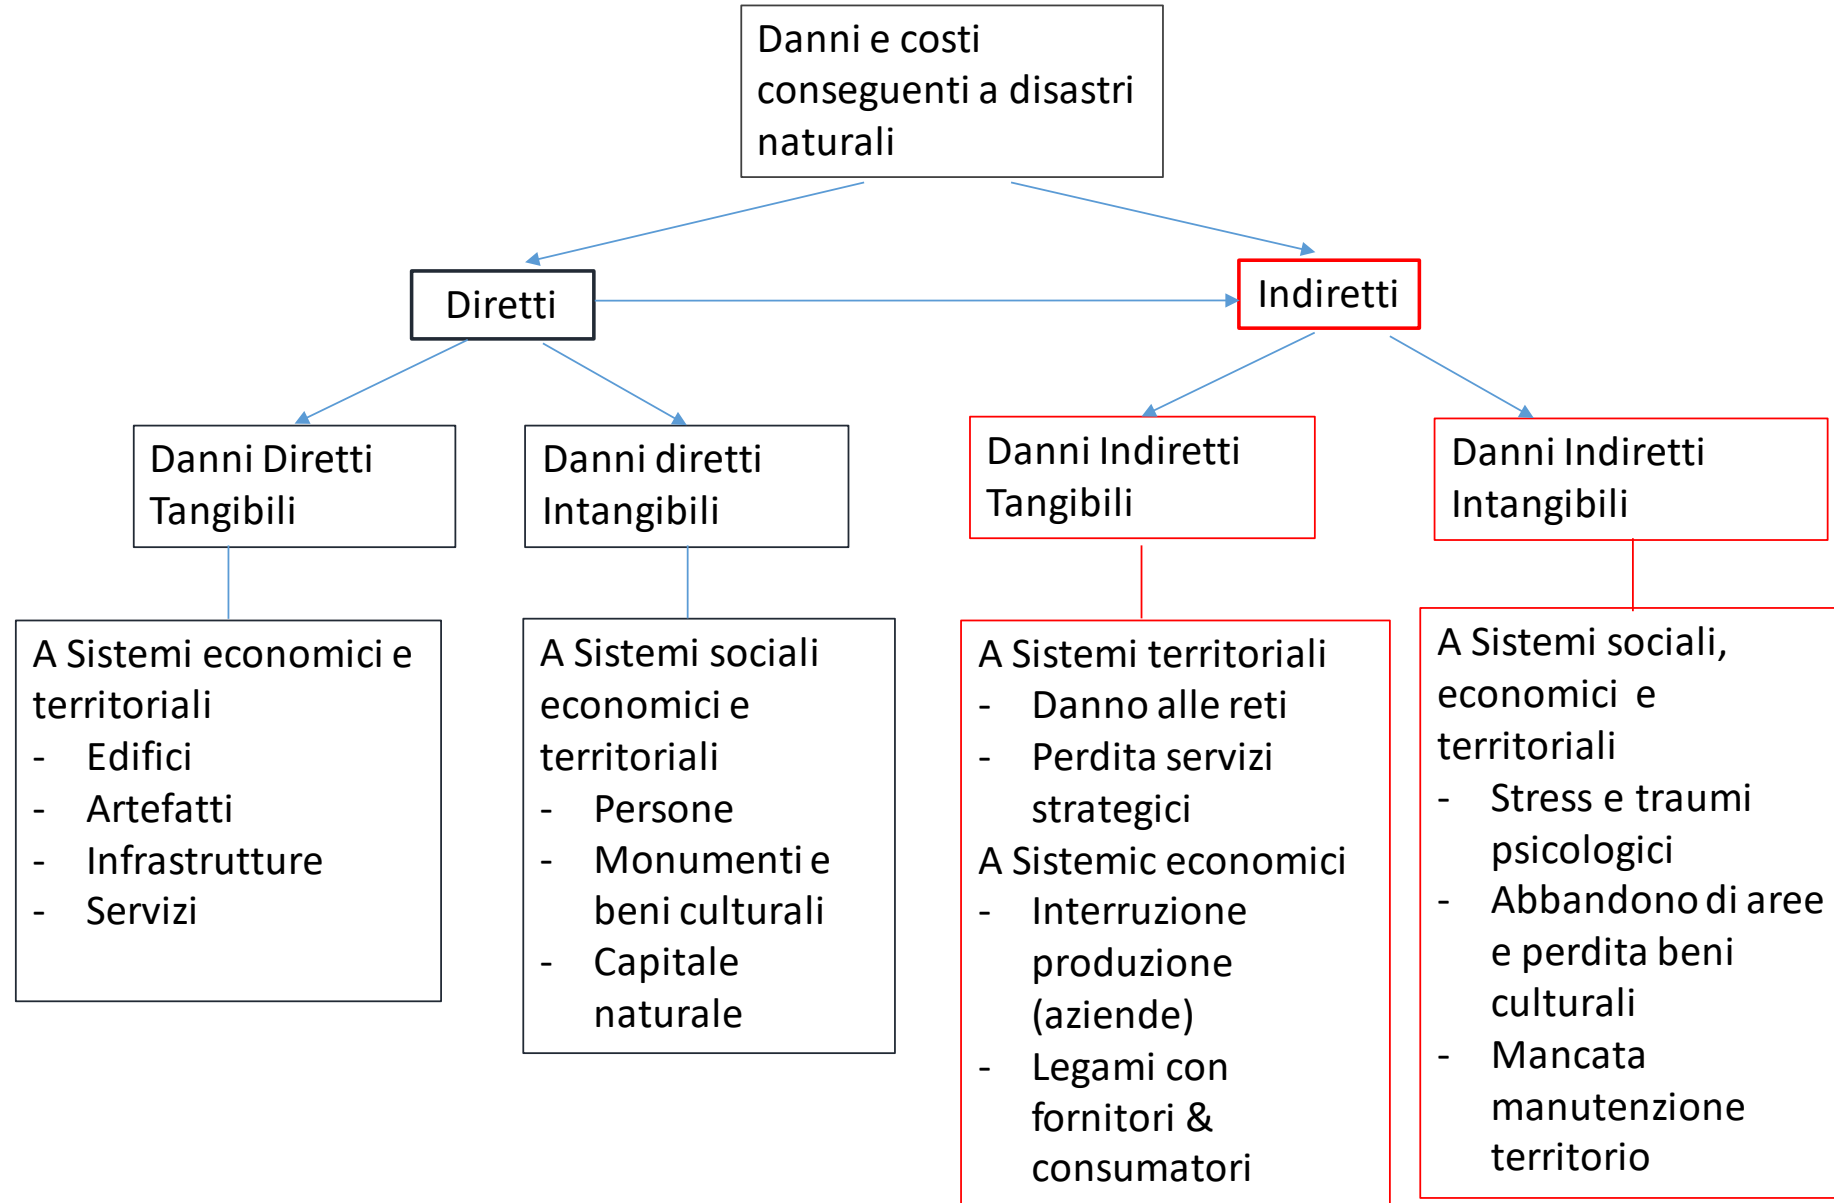 Danni e costi
conseguenti a disastri
naturali
Diretti
Indiretti
Danni Diretti
Tangibili
Danni diretti
Intangibili
Danni Indiretti
Tangibili
Danni Indiretti
Intangibili
A Sistemi economici e
territoriali
- Edifici
- Artefatti
- Infrastrutture
- Servizi
A Sistemi sociali
economici e
territoriali
- Persone
- Monumenti e
beni culturali
- Capitale
naturale
A Sistemi territoriali
- Danno alle reti
- Perdita servizi
strategici
A Sistemic economici
- Interruzione
produzione
(aziende)
- Legami con
fornitori &
consumatori
A Sistemi sociali,
economici e
territoriali
- Stress e traumi
psicologici
- Abbandono di aree
e perdita beni
culturali
- Mancata
manutenzione
territorio